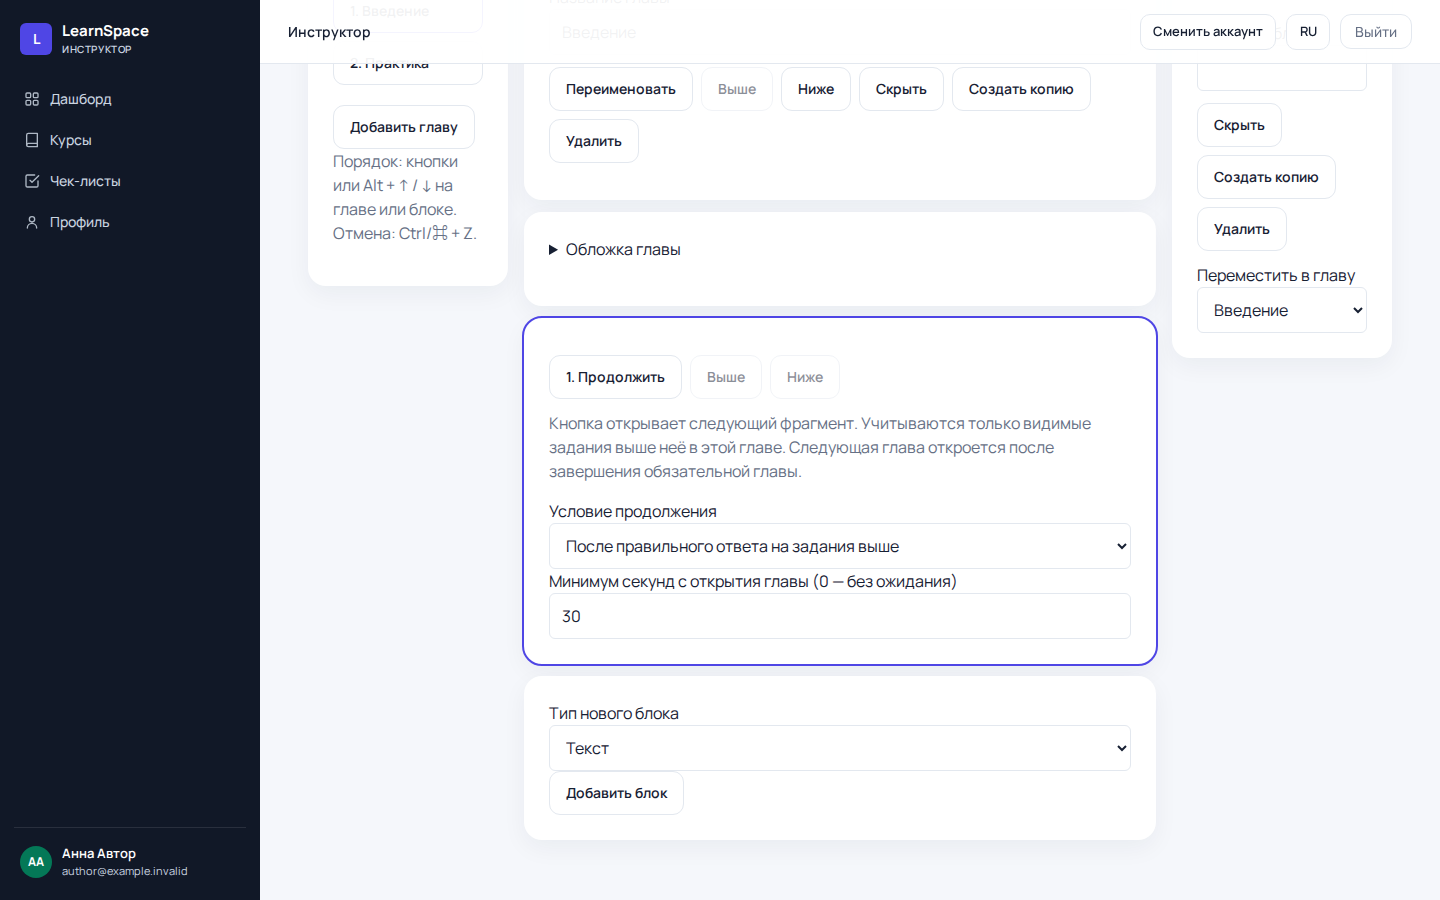 L
LearnSpace
ИНСТРУКТОР
Дашборд
Курсы
Чек-листы
Профиль
АА
Анна Автор
author@example.invalid
Инструктор
Сменить аккаунт
RU
Выйти
1. Введение
2. Практика
Добавить главу
Порядок: кнопки
или Alt + ↑ / ↓ на
главе или блоке.
Отмена: Ctrl/⌘ + Z.
Введение
Переименовать
Выше
Ниже
Скрыть
Создать копию
Удалить
Обложка главы
1. Продолжить
Выше
Ниже
Кнопка открывает следующий фрагмент. Учитываются только видимые
задания выше неё в этой главе. Следующая глава откроется после
завершения обязательной главы.
Условие продолжения
После правильного ответа на задания выше
Минимум секунд с открытия главы (0 — без ожидания)
30
Тип нового блока
Текст
Добавить блок
Скрыть
Создать копию
Удалить
Переместить в главу
Введение